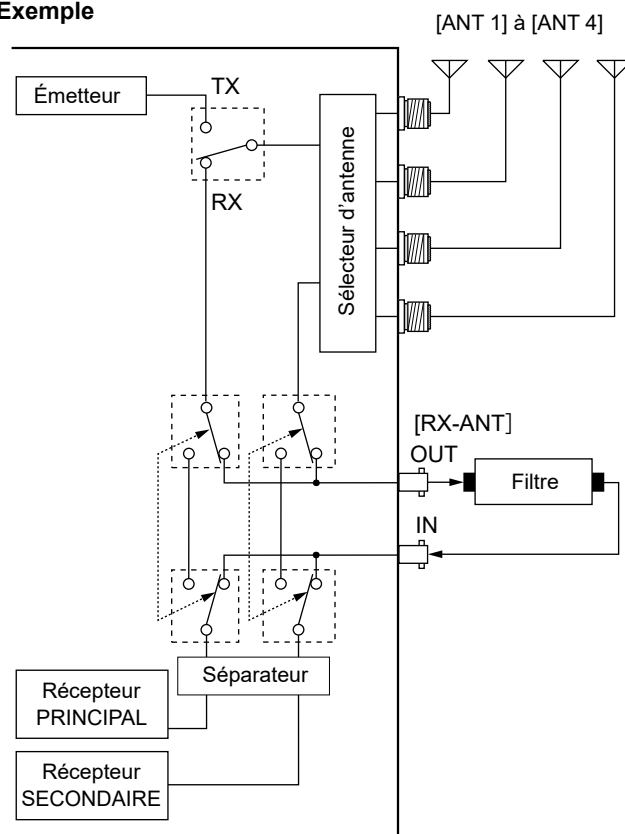 Exemple
[ANT 1] à [ANT 4]
Émetteur
TX
RX
Sélecteur d'antenne
[RX-ANT]
OUT
Filtre
IN
Séparateur
Récepteur
PRINCIPAL
Récepteur
SECONDAIRE